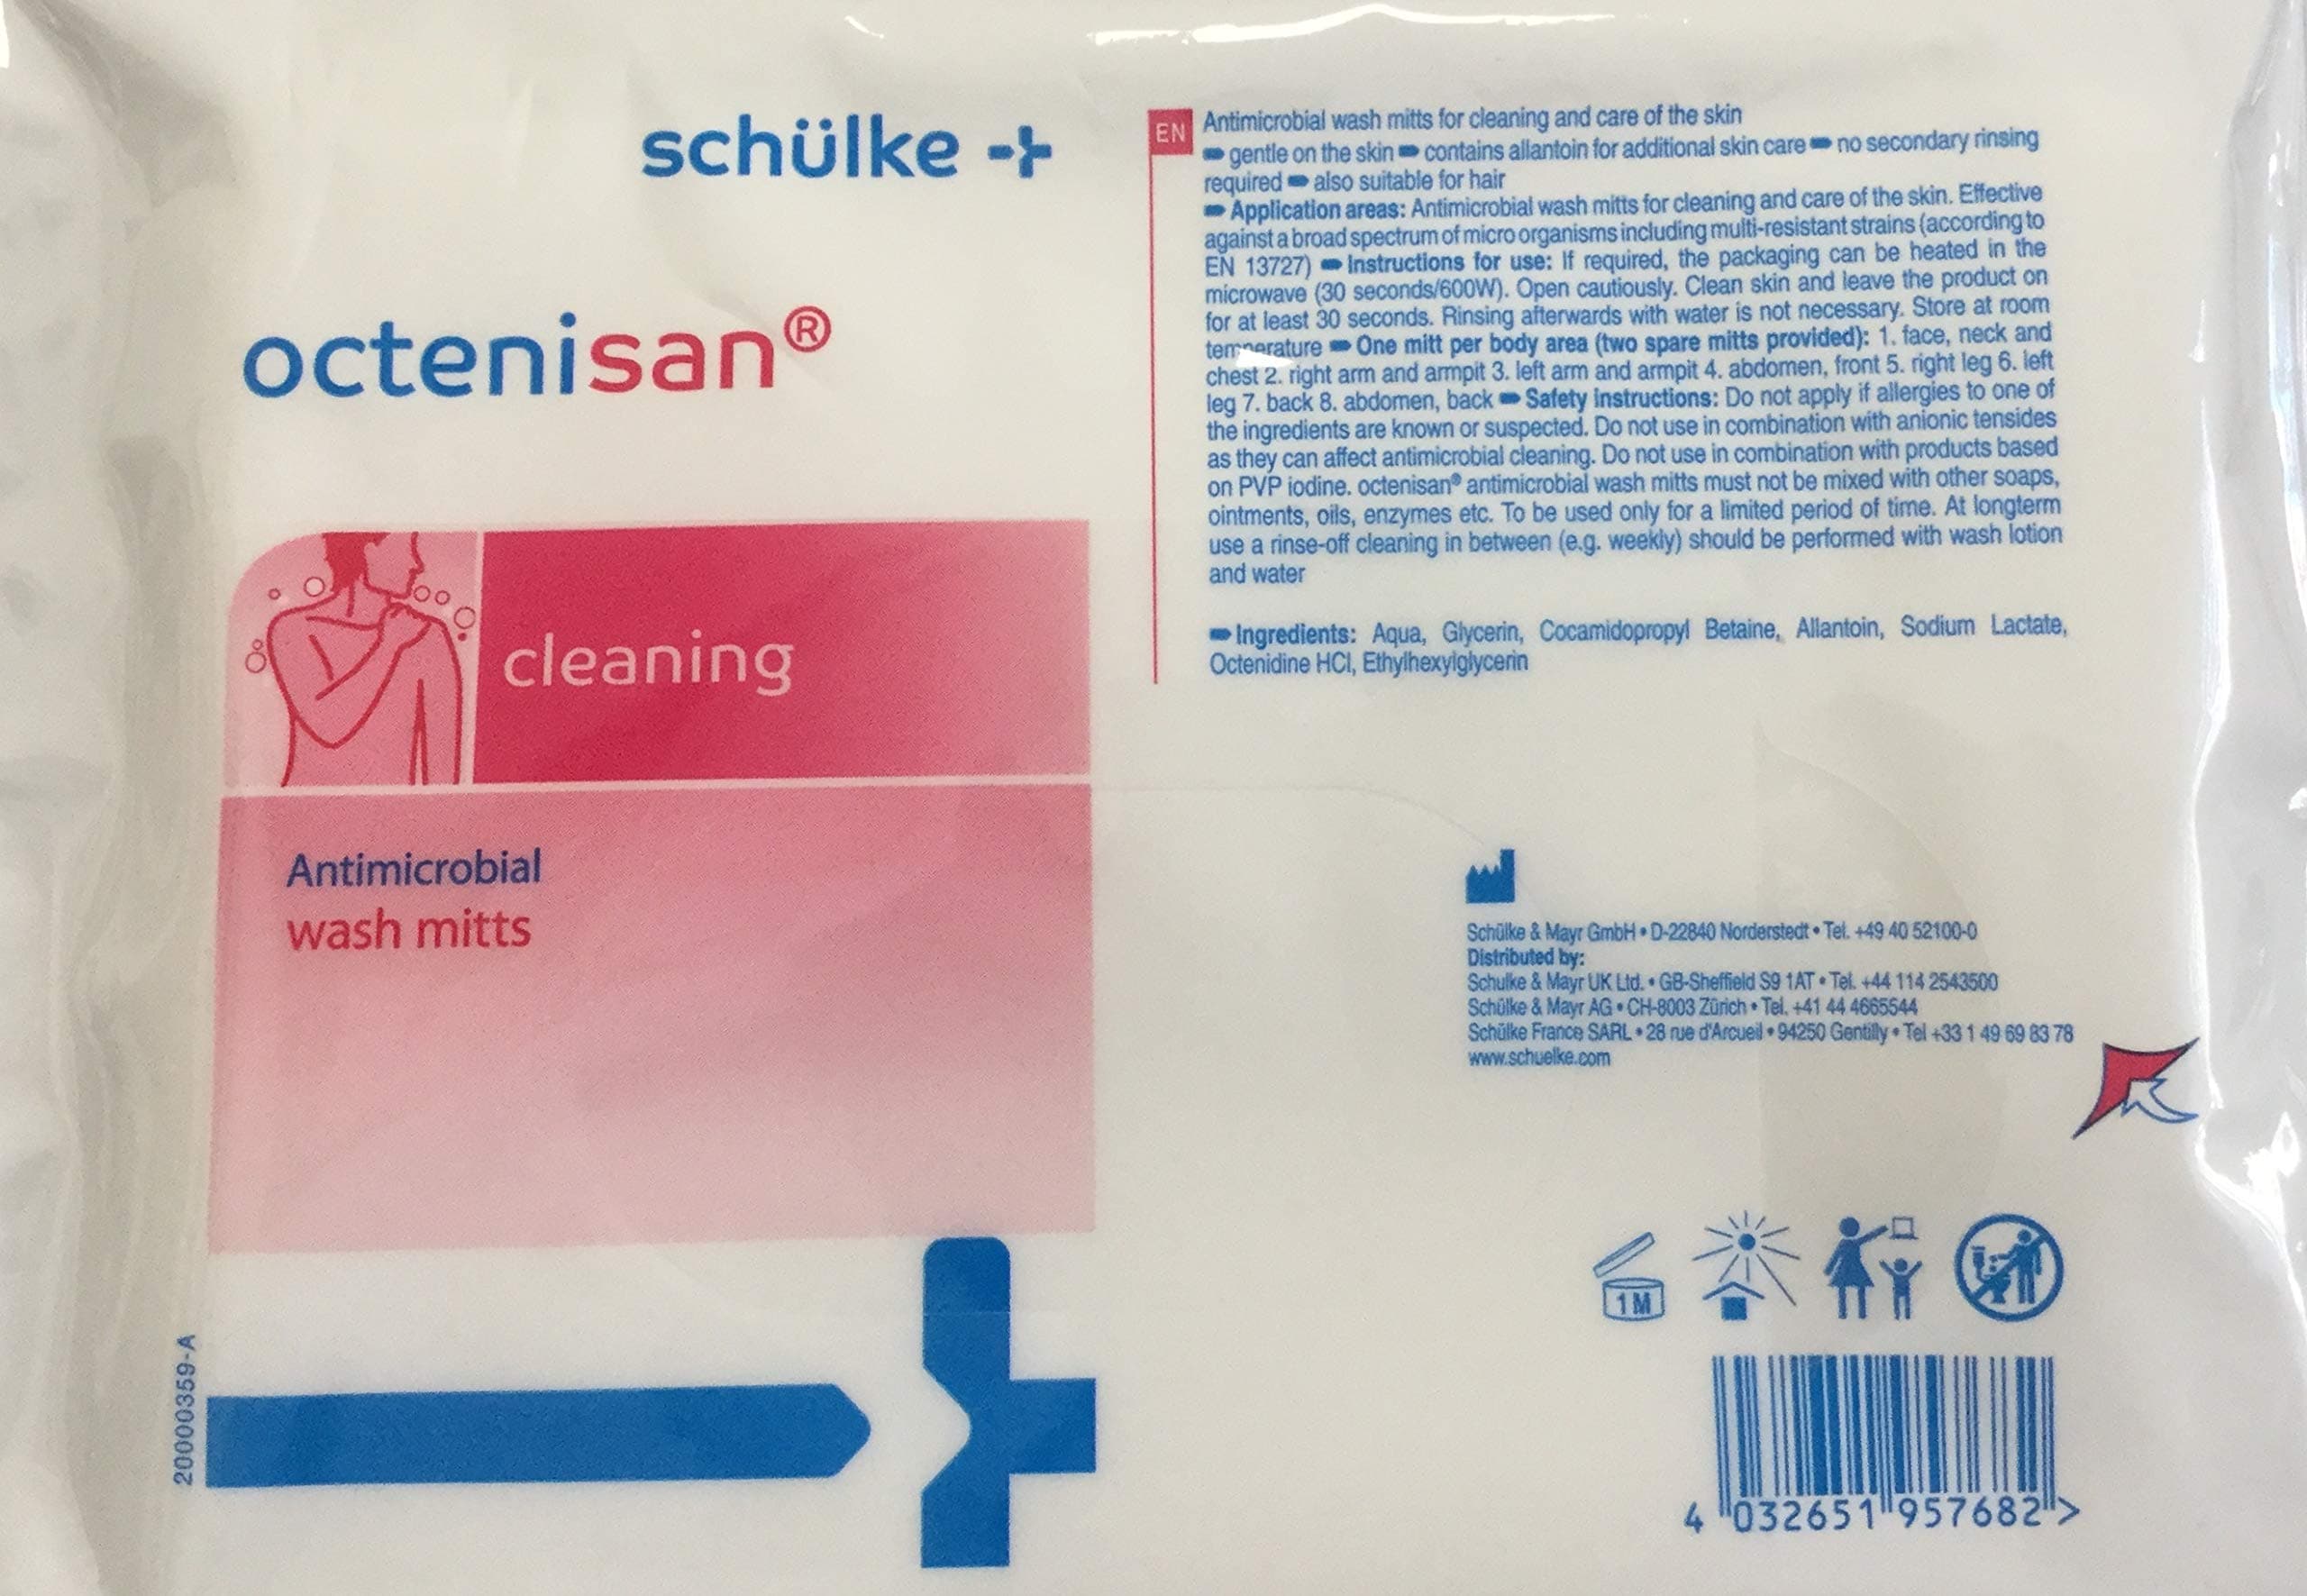 schülke
octenisan®
cleaning
Antimicrobial
wash mitts
20000359-A
EN
Antimicrobial wash mitts for cleaning and care of the skin
gentle on the skin contains allantoin for additional skin care no secondary rinsing
required also suitable for hair
Application areas: Antimicrobial wash mitts for cleaning and care of the skin. Effective
against a broad spectrum of micro organisms including multi-resistant strains (according to
EN 13727) Instructions for use: If required, the packaging can be heated in the
microwave (30 seconds/600W). Open cautiously. Clean skin and leave the product on
for at least 30 seconds. Rinsing afterwards with water is not necessary. Store at room
temperature One mitt per body area (two spare mitts provided): 1. face, neck and
chest 2. right arm and armpit 3. left arm and armpit 4. abdomen, front 5. right leg 6. left
leg 7. back 8. abdomen, back Safety instructions: Do not apply if allergies to one of
the ingredients are known or suspected. Do not use in combination with anionic tensides
as they can affect antimicrobial cleaning. Do not use in combination with products based
on PVP iodine. octenisan® antimicrobial wash mitts must not be mixed with other soaps,
ointments, oils, enzymes etc. To be used only for a limited period of time. At longterm
use a rinse-off cleaning in between (e.g. weekly) should be performed with wash lotion
and water
Ingredients: Aqua, Glycerin, Cocamidopropyl Betaine, Allantoin, Sodium Lactate,
Octenidine HCl, Ethylhexylglycerin
Schülke & Mayr GmbH • D-22840 Norderstedt • Tel. +49 40 52100-0
Distributed by:
Schulke & Mayr UK Ltd. • GB-Sheffield S9 1AT • Tel. +44 114 2543500
Schülke & Mayr AG • CH-8003 Zürich • Tel. +41 44 4665544
Schülke France SARL • 28 rue d'Arcueil • 94250 Gentilly • Tel +33 1 49 69 83 78
www.schuelke.com
1M
4 032651 957682 >